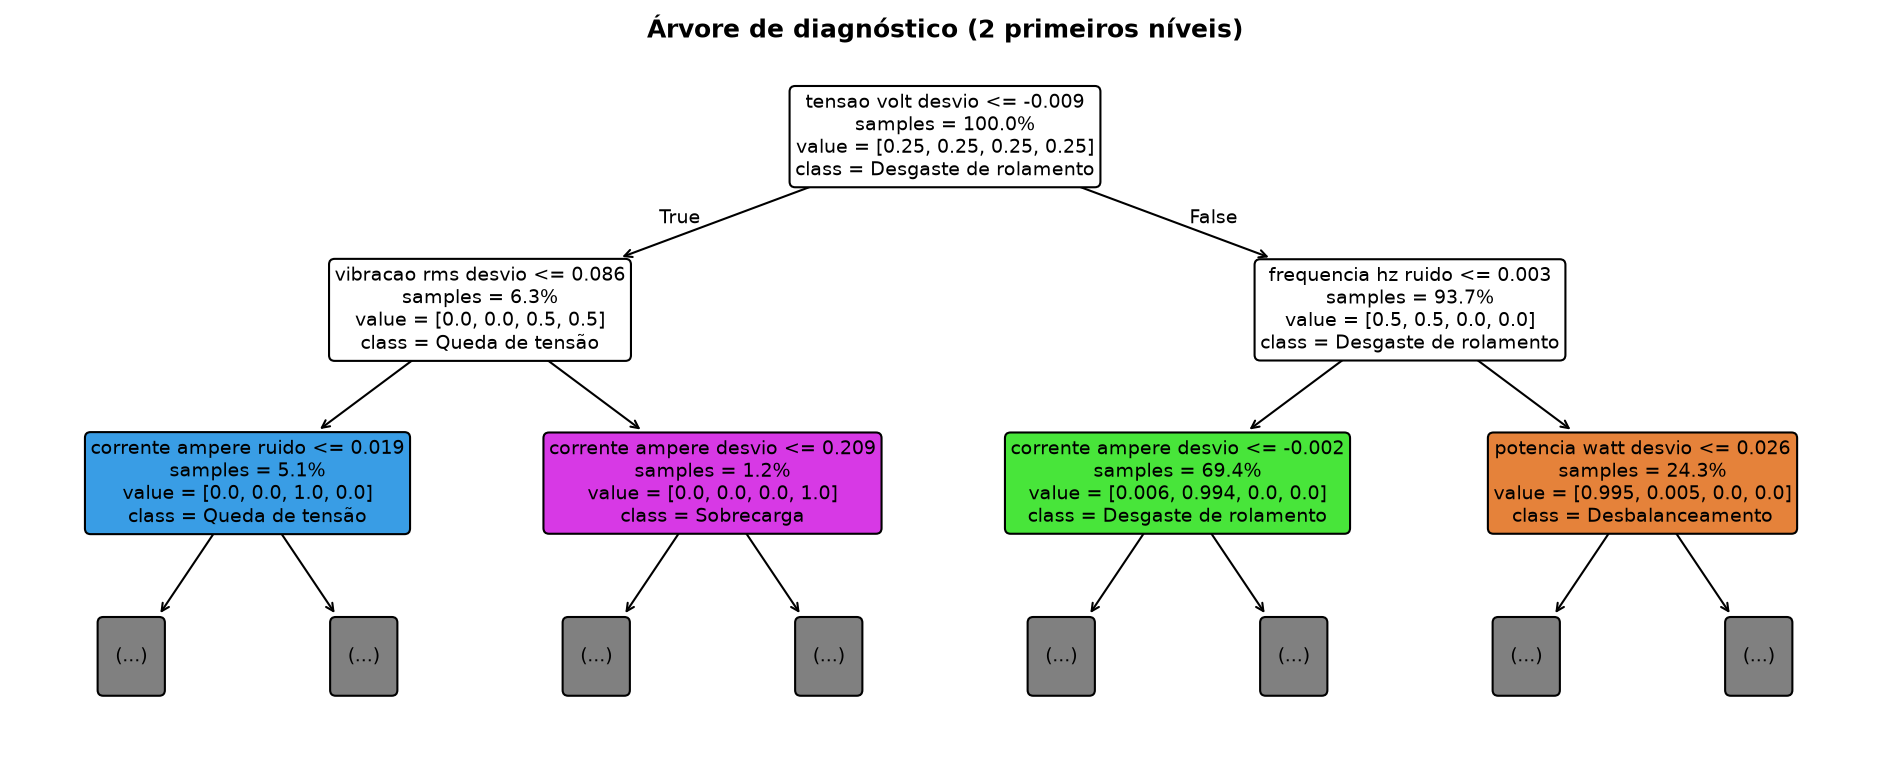 Árvore de diagnóstico (2 primeiros níveis)
tensao volt desvio <= -0.009
samples = 100.0%
value = [0.25, 0.25, 0.25, 0.25]
class = Desgaste de rolamento
True
False
vibracao rms desvio <= 0.086
samples = 6.3%
value = [0.0, 0.0, 0.5, 0.5]
class = Queda de tensão
frequencia hz ruido <= 0.003
samples = 93.7%
value = [0.5, 0.5, 0.0, 0.0]
class = Desgaste de rolamento
corrente ampere ruido <= 0.019
samples = 5.1%
value = [0.0, 0.0, 1.0, 0.0]
class = Queda de tensão
corrente ampere desvio <= 0.209
samples = 1.2%
value = [0.0, 0.0, 0.0, 1.0]
class = Sobrecarga
corrente ampere desvio <= -0.002
samples = 69.4%
value = [0.006, 0.994, 0.0, 0.0]
class = Desgaste de rolamento
potencia watt desvio <= 0.026
samples = 24.3%
value = [0.995, 0.005, 0.0, 0.0]
class = Desbalanceamento
(...)
(...)
(...)
(...)
(...)
(...)
(...)
(...)